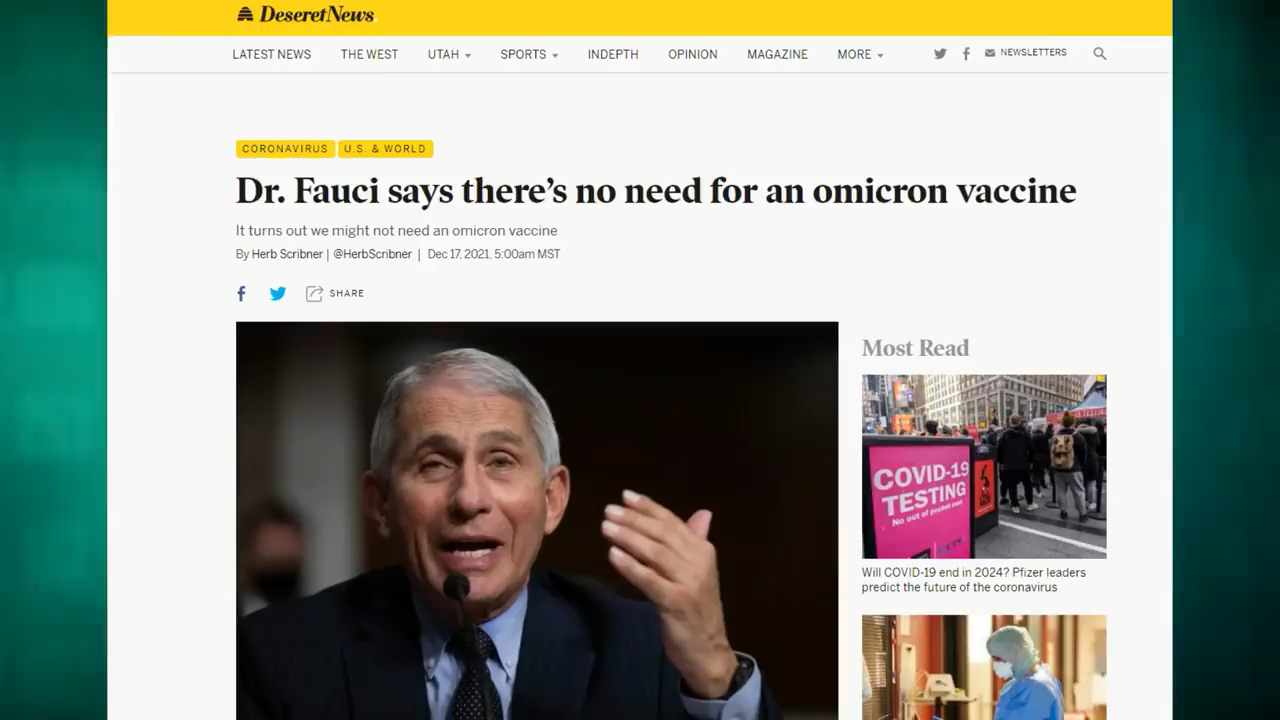 Deseret News
LATEST NEWS
THE WEST
UTAH
SPORTS
INDEPTH
OPINION
MAGAZINE
MORE
NEWSLETTERS
CORONAVIRUS
U.S. & WORLD
Dr. Fauci says there's no need for an omicron vaccine
It turns out we might not need an omicron vaccine
By Herb Scribner | @HerbScribner | Dec 17, 2021, 5:00am MST
SHARE
Most Read
COVID-19
TESTING
No out of pocket cost
Will COVID-19 end in 2024? Pfizer leaders
predict the future of the coronavirus